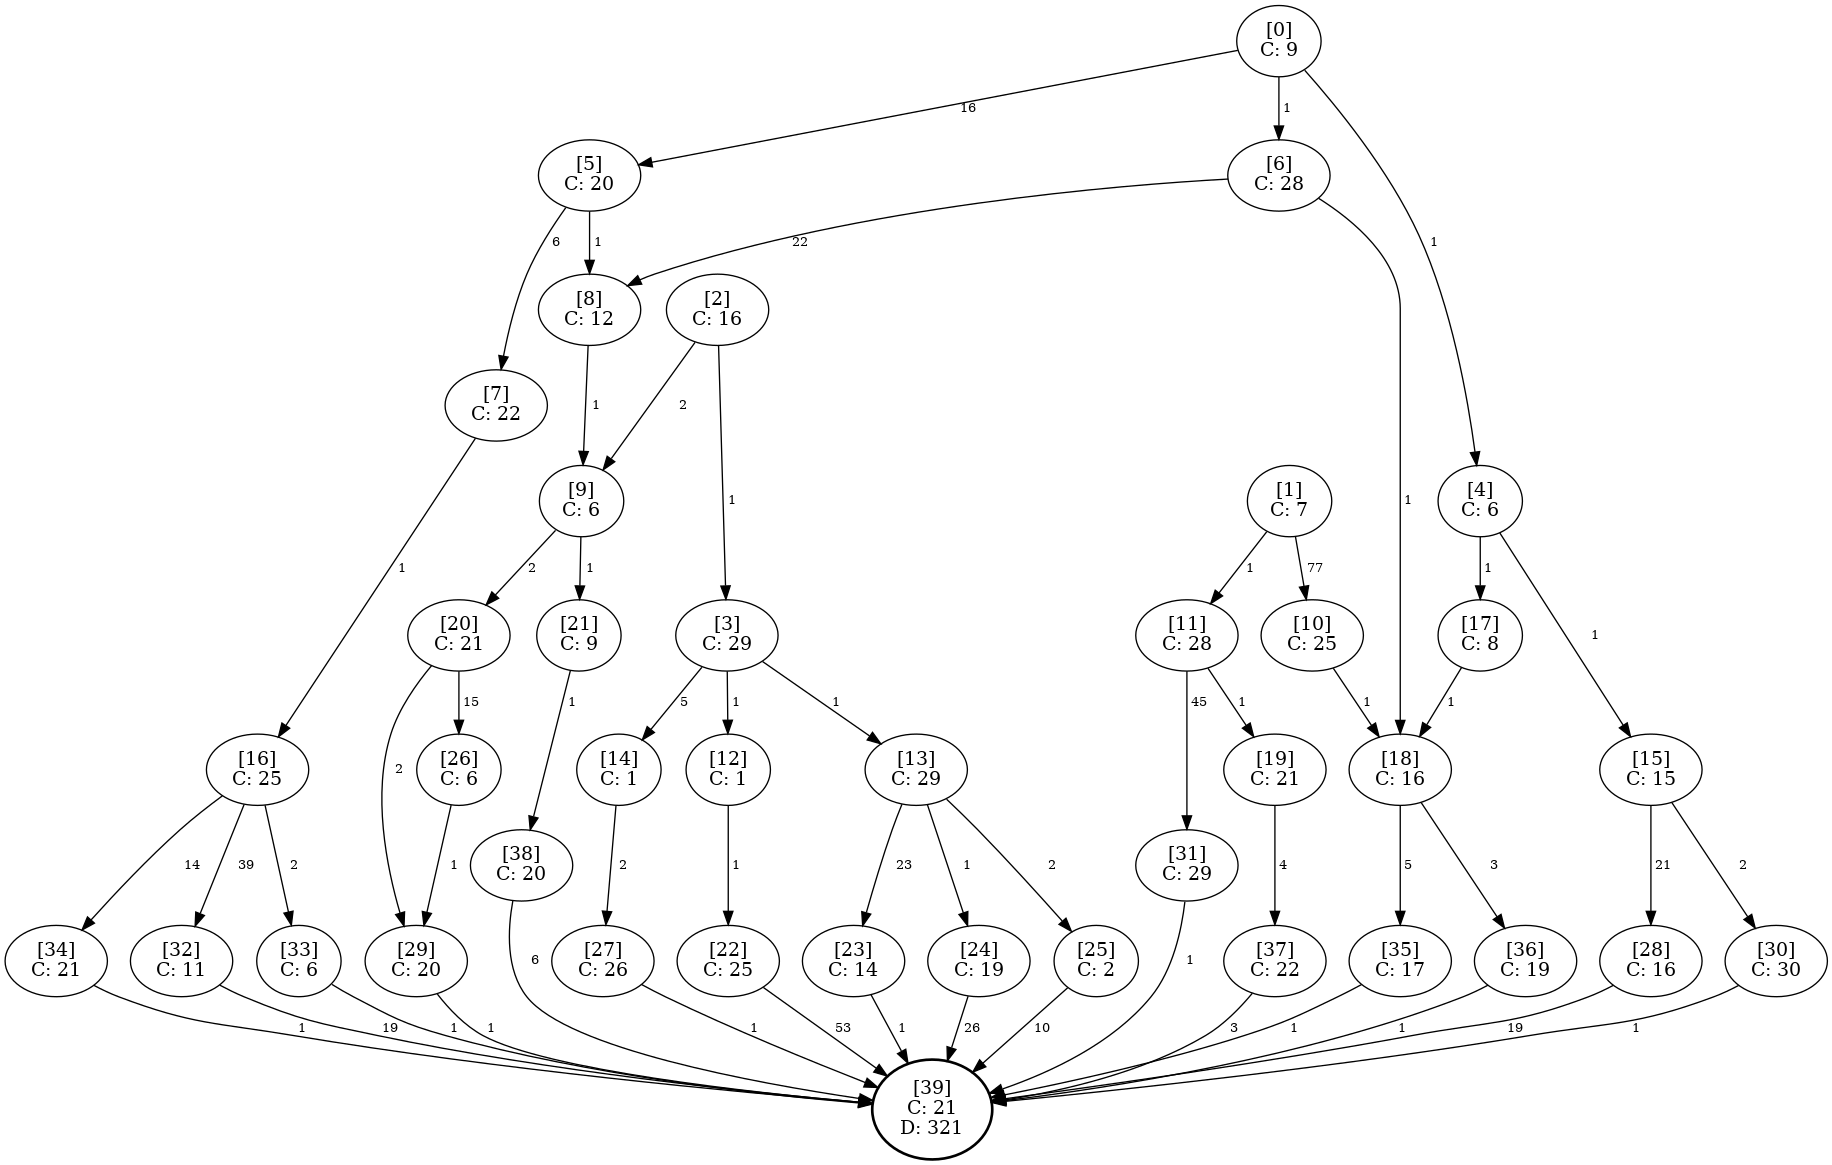 [0]
C: 9
16
1
[5]
C: 20
[6]
C: 28
6
1
22
1
[8]
C: 12
[2]
C: 16
[7]
C: 22
1
2
[9]
C: 6
1
[1]
C: 7
1
[4]
C: 6
1
2
1
1
77
1
[20]
C: 21
[21]
C: 9
[3]
C: 29
[11]
C: 28
[10]
C: 25
[17]
C: 8
1
15
1
5
1
1
45
1
1
1
[16]
C: 25
2
[26]
C: 6
[14]
C: 1
[12]
C: 1
[13]
C: 29
[19]
C: 21
[18]
C: 16
[15]
C: 15
14
39
2
1
[38]
C: 20
2
1
23
1
2
[31]
C: 29
4
5
3
21
2
[34]
C: 21
[32]
C: 11
[33]
C: 6
[29]
C: 20
6
[27]
C: 26
[22]
C: 25
[23]
C: 14
[24]
C: 19
[25]
C: 2
1
[37]
C: 22
[35]
C: 17
[36]
C: 19
[28]
C: 16
[30]
C: 30
1
19
1
1
1
53
1
26
10
3
1
1
19
1
[39]
C: 21
D: 321